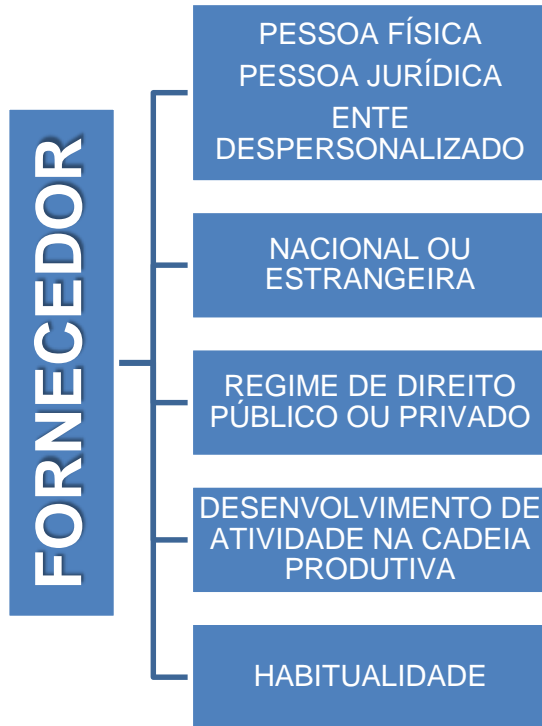 FORNECEDOR
PESSOA FÍSICA
PESSOA JURÍDICA
ENTE
DESPERSONALIZADO
NACIONAL OU
ESTRANGEIRA
REGIME DE DIREITO
PÚBLICO OU PRIVADO
DESENVOLVIMENTO DE
ATIVIDADE NA CADEIA
PRODUTIVA
HABITUALIDADE